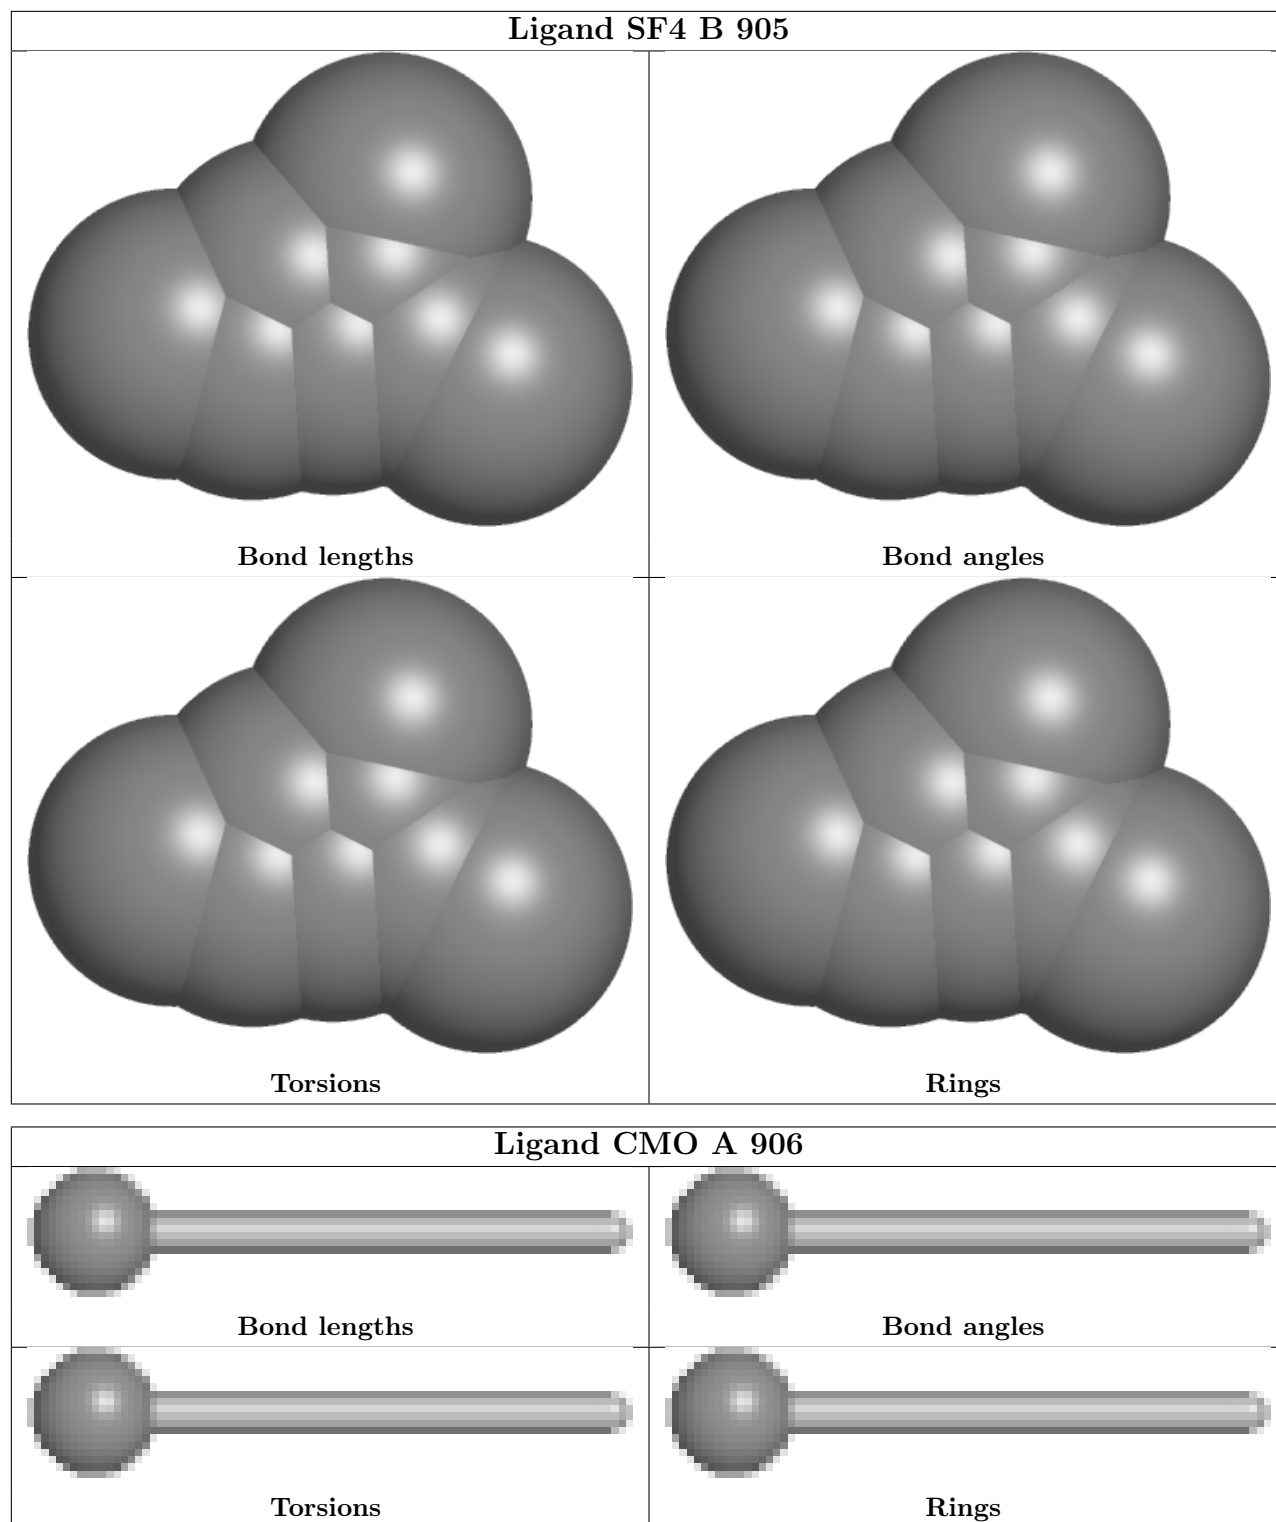 Ligand SF4 B 905
Bond lengths
Bond angles
Torsions
Rings
Ligand CMO A 906
Bond lengths
Bond angles
Torsions
Rings